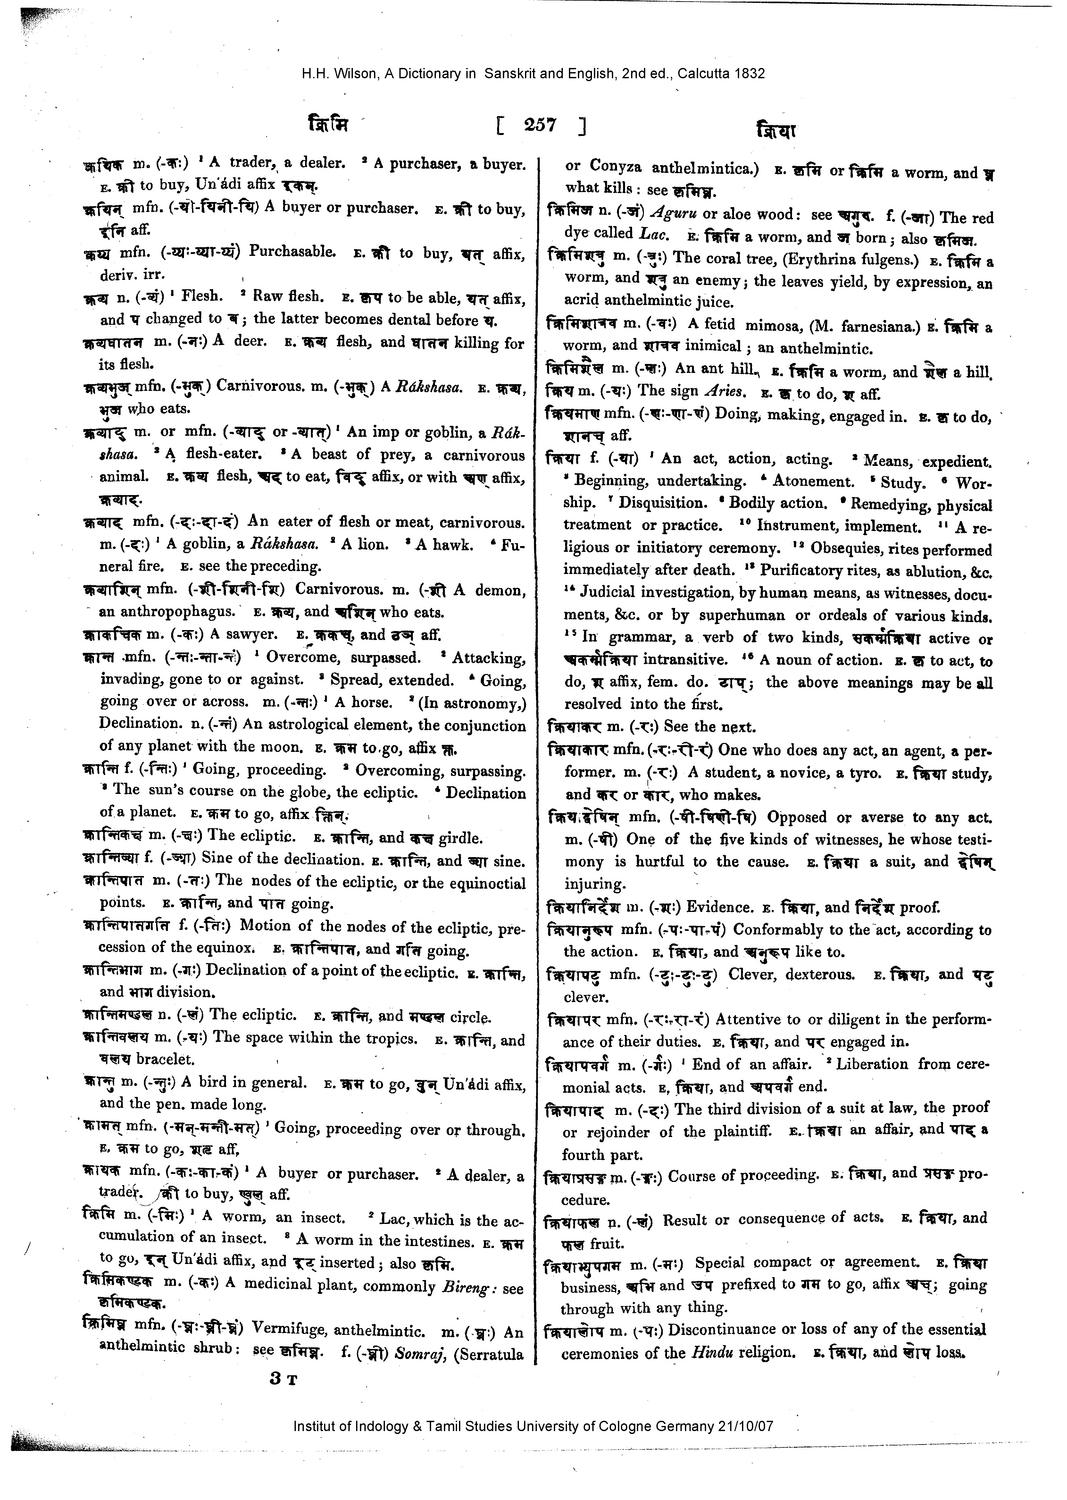 H.H. Wilson, A Dictionary in Sanskrit and English, 2nd ed., Calcutta 1832
क्रिमि [ 257 ] क्रिया
क्रयिक m. (-कः) ¹ A trader, a dealer. ² A purchaser, a buyer.
E. क्री to buy, Un'ádi affix इकम्.
क्रयिन् mfn. (-यी-यिनी-यि) A buyer or purchaser. E. क्री to buy,
इनि aff.
क्रय्य mfn. (-य्यः-य्या-य्यं) Purchasable. E. क्री to buy, यत् affix,
deriv. irr.
क्रव्य n. (-व्यं) ¹ Flesh. ² Raw flesh. E. क्लप to be able, यत् affix,
and प changed to व; the latter becomes dental before य.
क्रव्यघातन m. (-नः) A deer. E. क्रव्य flesh, and घातन killing for
its flesh.
क्रव्यभुज् mfn. (-भुक्) Carnivorous. m. (-भुक्) A Rákshasa. E. क्रव्य,
भुज who eats.
क्रव्याद् m. or mfn. (-व्याद् or -व्यात्) ¹ An imp or goblin, a Rák-
shasa. ² A flesh-eater. ³ A beast of prey, a carnivorous
animal. E. क्रव्य flesh, अद् to eat, विट् affix, or with अण् affix,
क्रव्याद.
क्रव्याद mfn. (-दः-दा-दं) An eater of flesh or meat, carnivorous.
m. (-दः) ¹ A goblin, a Rákshasa. ² A lion. ³ A hawk. ⁴ Fu-
neral fire. E. see the preceding.
क्रव्याशिन् mfn. (-शी-शिनी-शि) Carnivorous. m. (-शी A demon,
an anthropophagus. E. क्रव्य, and अशिन् who eats.
क्राकचिक m. (-कः) A sawyer. E. क्रकच, and ठञ् aff.
क्रान्त mfn. (-न्तः-न्ता-न्तं) ¹ Overcome, surpassed. ² Attacking,
invading, gone to or against. ³ Spread, extended. ⁴ Going,
going over or across. m. (-न्तः) ¹ A horse. ² (In astronomy,)
Declination. n. (-न्तं) An astrological element, the conjunction
of any planet with the moon. E. क्रम to go, affix क्त.
क्रान्ति f. (-न्तिः) ¹ Going, proceeding. ² Overcoming, surpassing.
³ The sun's course on the globe, the ecliptic. ⁴ Declination
of a planet. E. क्रम to go, affix क्तिन्.
क्रान्तिकच m. (-चः) The ecliptic. E. क्रान्ति, and कच girdle.
क्रान्तिज्या f. (-ज्या) Sine of the declination. E. क्रान्ति, and ज्या sine.
क्रान्तिपात m. (-तः) The nodes of the ecliptic, or the equinoctial
points. E. क्रान्ति, and पात going.
क्रान्तिपातगति f. (-तिः) Motion of the nodes of the ecliptic, pre-
cession of the equinox. E. क्रान्तिपात, and गति going.
क्रान्तिभाग m. (-गः) Declination of a point of the ecliptic. E. क्रान्ति,
and भाग division.
क्रान्तिमण्डल n. (-लं) The ecliptic. E. क्रान्ति, and मण्डल circle.
क्रान्तिवलय m. (-यः) The space within the tropics. E. क्रान्ति, and
वलय bracelet.
क्रान्तु m. (-न्तुः) A bird in general. E. क्रम to go, तुन् Un'ádi affix,
and the pen. made long.
क्रामत् mfn. (-मन्-मन्ती-मत्) ¹ Going, proceeding over or through.
E. क्रम to go, शतृ aff,
क्रायक mfn. (-कः-का-कं) ¹ A buyer or purchaser. ² A dealer, a
trader. क्री to buy, ण्वुल् aff.
क्रिमि m. (-मिः) ¹ A worm, an insect. ² Lac, which is the ac-
cumulation of an insect. ³ A worm in the intestines. E. क्रम
to go, इन् Un'ádi affix, and इट् inserted; also कृमि.
क्रिमिकण्टक m. (-कः) A medicinal plant, commonly Bireng: see
कृमिकण्टक.
क्रिमिघ्न mfn. (-घ्नः-घ्नी-घ्नं) Vermifuge, anthelmintic. m. (-घ्नः) An
anthelmintic shrub: see कृमिघ्न. f. (-घ्नी) Somraj, (Serratula
3 T
or Conyza anthelmintica.) E. कृमि or क्रिमि a worm, and घ्न
what kills: see कृमिघ्न.
क्रिमिज n. (-जं) Aguru or aloe wood: see अगुरु. f. (-जा) The red
dye called Lac. E. क्रिमि a worm, and ज born; also कृमिज.
क्रिमिशत्रु m. (-त्रुः) The coral tree, (Erythrina fulgens.) E. क्रिमि a
worm, and शत्रु an enemy; the leaves yield, by expression, an
acrid anthelmintic juice.
क्रिमिशात्रव m. (-वः) A fetid mimosa, (M. farnesiana.) E. क्रिमि a
worm, and शात्रव inimical; an anthelmintic.
क्रिमिशैल m. (-लः) An ant hill. E. क्रिमि a worm, and शैल a hill.
क्रिय m. (-यः) The sign Aries. E. कृ to do, श aff.
क्रियमाण mfn. (-णः-णा-णं) Doing, making, engaged in. E. कृ to do,
शानच् aff.
क्रिया f. (-या) ¹ An act, action, acting. ² Means, expedient.
³ Beginning, undertaking. ⁴ Atonement. ⁵ Study. ⁶ Wor-
ship. ⁷ Disquisition. ⁸ Bodily action. ⁹ Remedying, physical
treatment or practice. ¹⁰ Instrument, implement. ¹¹ A re-
ligious or initiatory ceremony. ¹² Obsequies, rites performed
immediately after death. ¹³ Purificatory rites, as ablution, &c.
¹⁴ Judicial investigation, by human means, as witnesses, docu-
ments, &c. or by superhuman or ordeals of various kinds.
¹⁵ In grammar, a verb of two kinds, सकर्म्मक्रिया active or
अकर्म्मक्रिया intransitive. ¹⁶ A noun of action. E. कृ to act, to
do, श affix, fem. do. टाप्; the above meanings may be all
resolved into the first.
क्रियाकर m. (-रः) See the next.
क्रियाकार mfn. (-रः-री-रं) One who does any act, an agent, a per-
former. m. (-रः) A student, a novice, a tyro. E. क्रिया study,
and कर or कार, who makes.
क्रियाद्वेषिन् mfn. (-षी-षिणी-षि) Opposed or averse to any act.
m. (-षी) One of the five kinds of witnesses, he whose testi-
mony is hurtful to the cause. E. क्रिया a suit, and द्वेषिन्
injuring.
क्रियानिर्देश m. (-शः) Evidence. E. क्रिया, and निर्देश proof.
क्रियानुरूप mfn. (-पः-पा-पं) Conformably to the act, according to
the action. E. क्रिया, and अनुरूप like to.
क्रियापटु mfn. (-टुः-टुः-टु) Clever, dexterous. E. क्रिया, and पटु
clever.
क्रियापर mfn. (-रः-रा-रं) Attentive to or diligent in the perform-
ance of their duties. E. क्रिया, and पर engaged in.
क्रियापवर्ग m. (-र्गः) ¹ End of an affair. ² Liberation from cere-
monial acts. E, क्रिया, and अपवर्ग end.
क्रियापाद m. (-दः) The third division of a suit at law, the proof
or rejoinder of the plaintiff. E. क्रिया an affair, and पाद a
fourth part.
क्रियाप्रसङ्ग m. (-ङ्गः) Course of proceeding. E. क्रिया, and प्रसङ्ग pro-
cedure.
क्रियाफल n. (-लं) Result or consequence of acts. E. क्रिया, and
फल fruit.
क्रियाभ्युपगम m. (-मः) Special compact or agreement. E. क्रिया
business, अभि and उप prefixed to गम to go, affix अच्; going
through with any thing.
क्रियालोप m. (-पः) Discontinuance or loss of any of the essential
ceremonies of the Hindu religion. E. क्रिया, and लोप loss.
Institut of Indology & Tamil Studies University of Cologne Germany 21/10/07